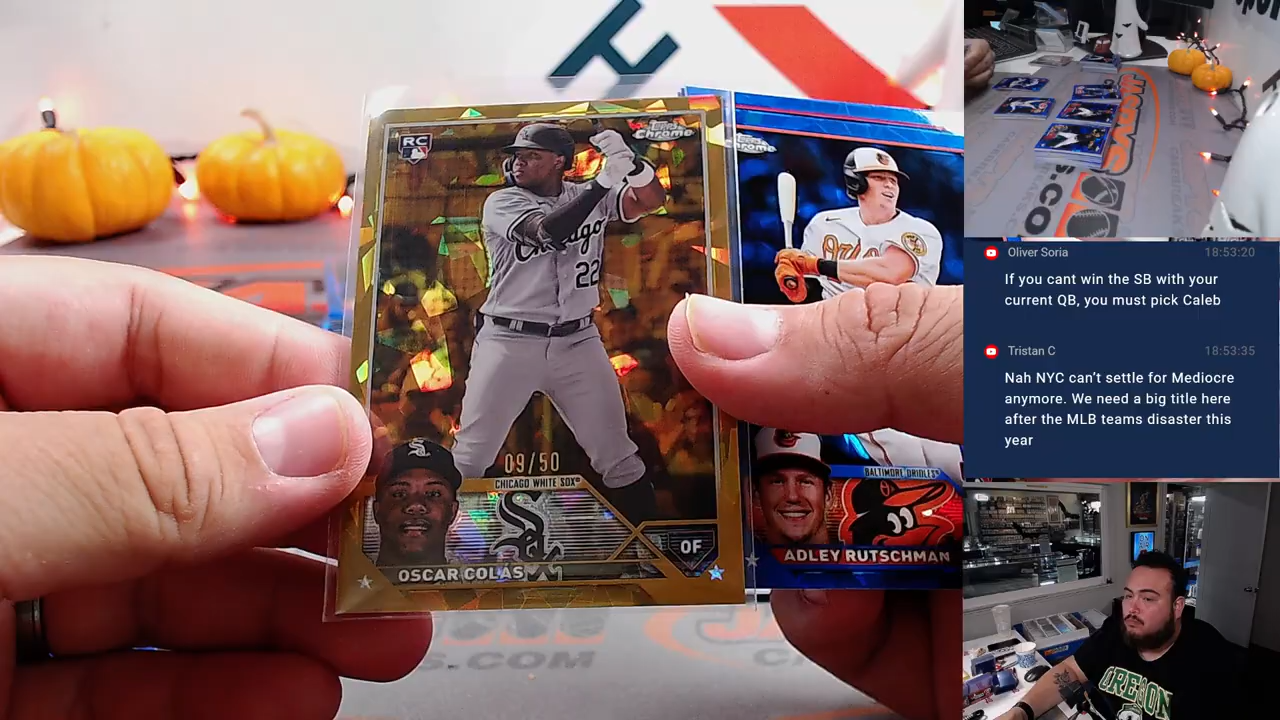 RC
Topps
Chrome
Chicago
22
09/50
CHICAGO WHITE SOX
OF
OSCAR COLAS
Chrome
BALTIMORE ORIOLES
ADLEY RUTSCHMAN
S.COM
Oliver Soria 18:53:20
If you cant win the SB with your
current QB, you must pick Caleb
Tristan C 18:53:35
Nah NYC can't settle for Mediocre
anymore. We need a big title here
after the MLB teams disaster this
year
OREGON